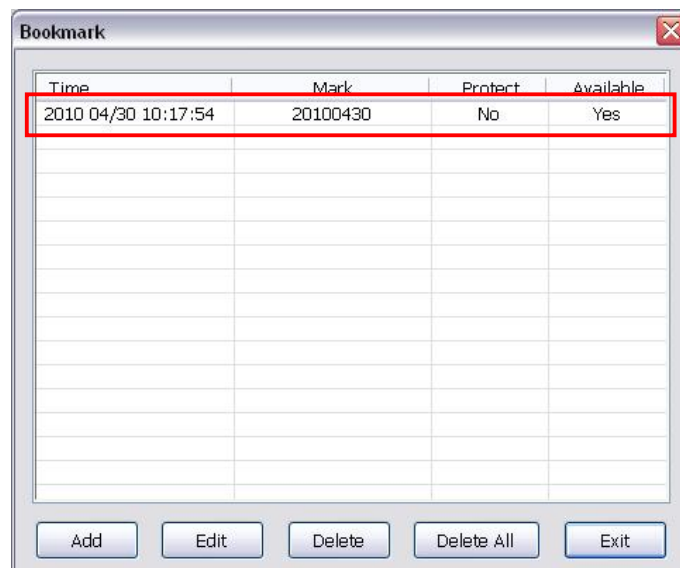 Bookmark
Time Mark Protect Available
2010 04/30 10:17:54 20100430 No Yes
Add Edit Delete Delete All Exit